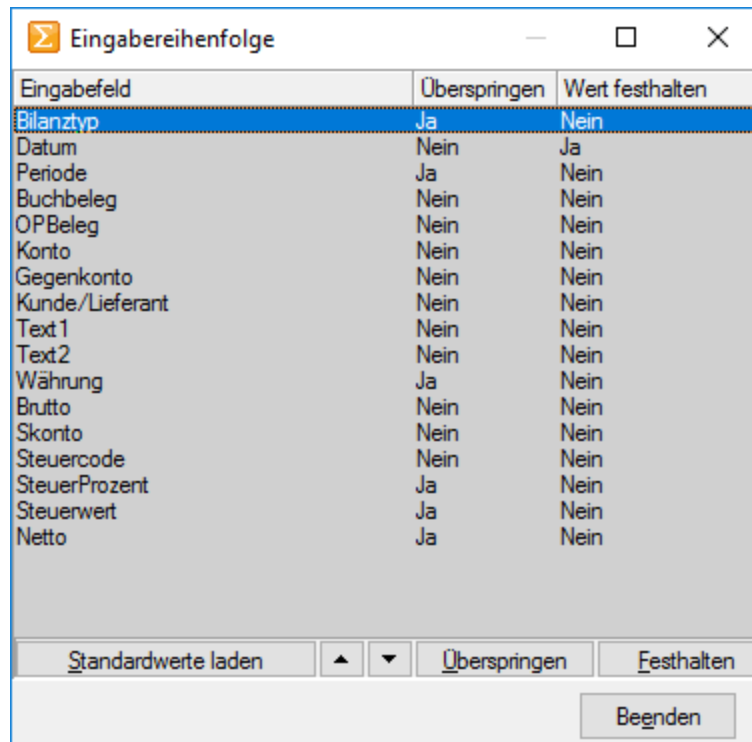 Eingabereihenfolge
Eingabefeld Überspringen Wert festhalten
Bilanztyp Ja Nein
Datum Nein Ja
Periode Ja Nein
Buchbeleg Nein Nein
OPBeleg Nein Nein
Konto Nein Nein
Gegenkonto Nein Nein
Kunde/Lieferant Nein Nein
Text1 Nein Nein
Text2 Nein Nein
Währung Ja Nein
Brutto Nein Nein
Skonto Nein Nein
Steuercode Nein Nein
SteuerProzent Ja Nein
Steuerwert Ja Nein
Netto Ja Nein
Standardwerte laden Überspringen Festhalten
Beenden